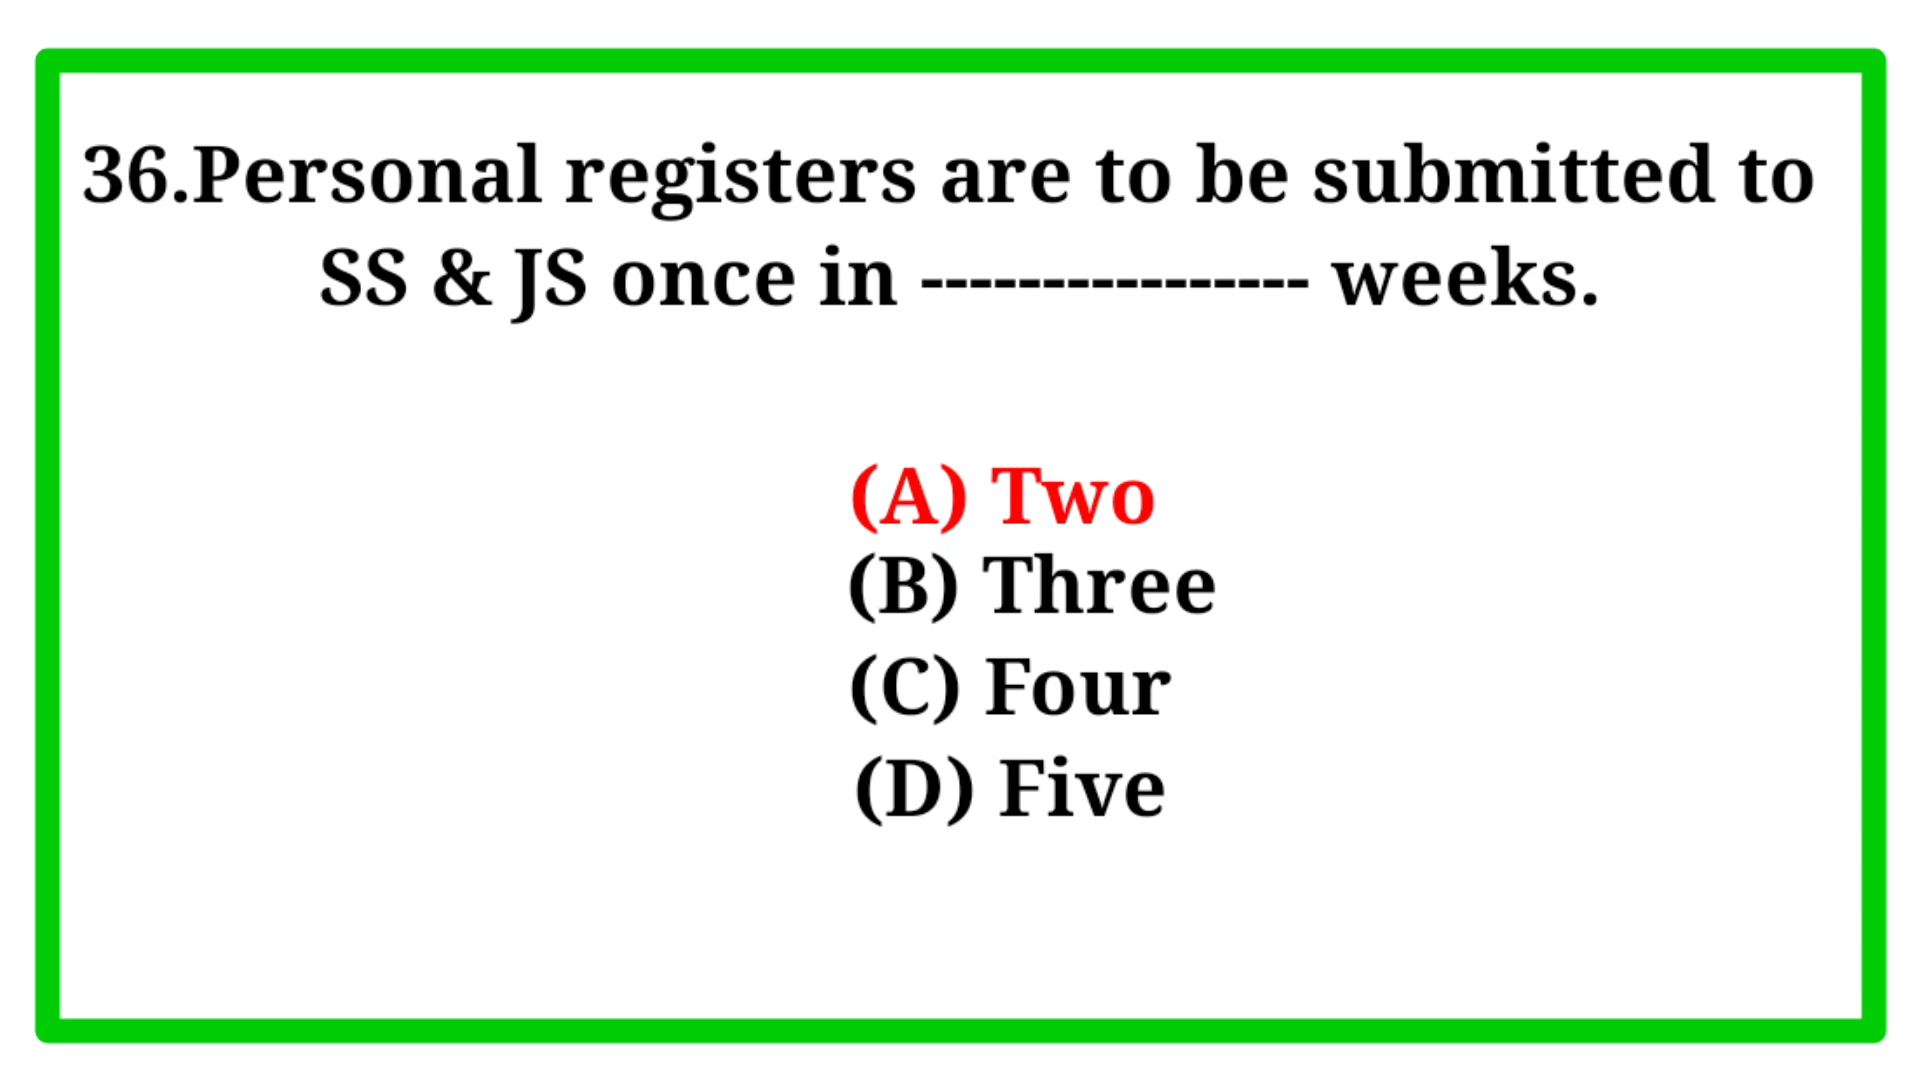 36.Personal registers are to be submitted to
SS & JS once in ---------------- weeks.
(A) Two
(B) Three
(C) Four
(D) Five